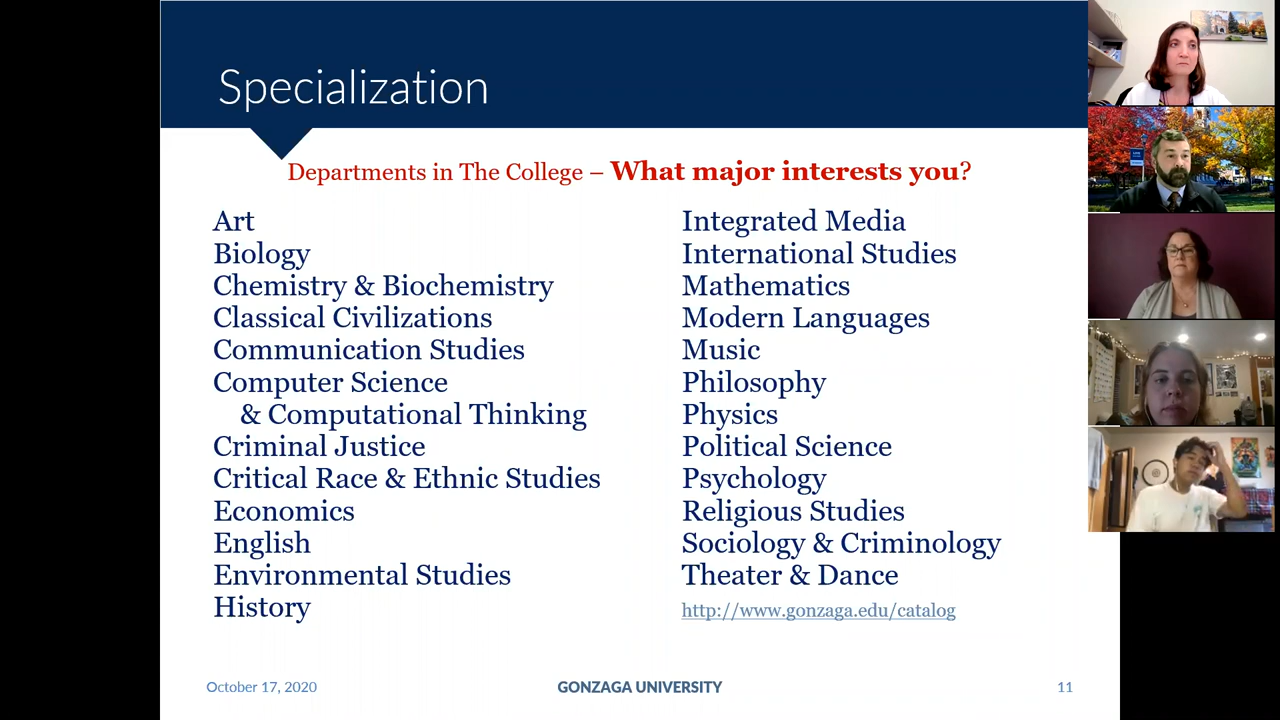 Specialization
Departments in The College – What major interests you?
Art
Biology
Chemistry & Biochemistry
Classical Civilizations
Communication Studies
Computer Science
& Computational Thinking
Criminal Justice
Critical Race & Ethnic Studies
Economics
English
Environmental Studies
History
Integrated Media
International Studies
Mathematics
Modern Languages
Music
Philosophy
Physics
Political Science
Psychology
Religious Studies
Sociology & Criminology
Theater & Dance
http://www.gonzaga.edu/catalog
October 17, 2020
GONZAGA UNIVERSITY
11